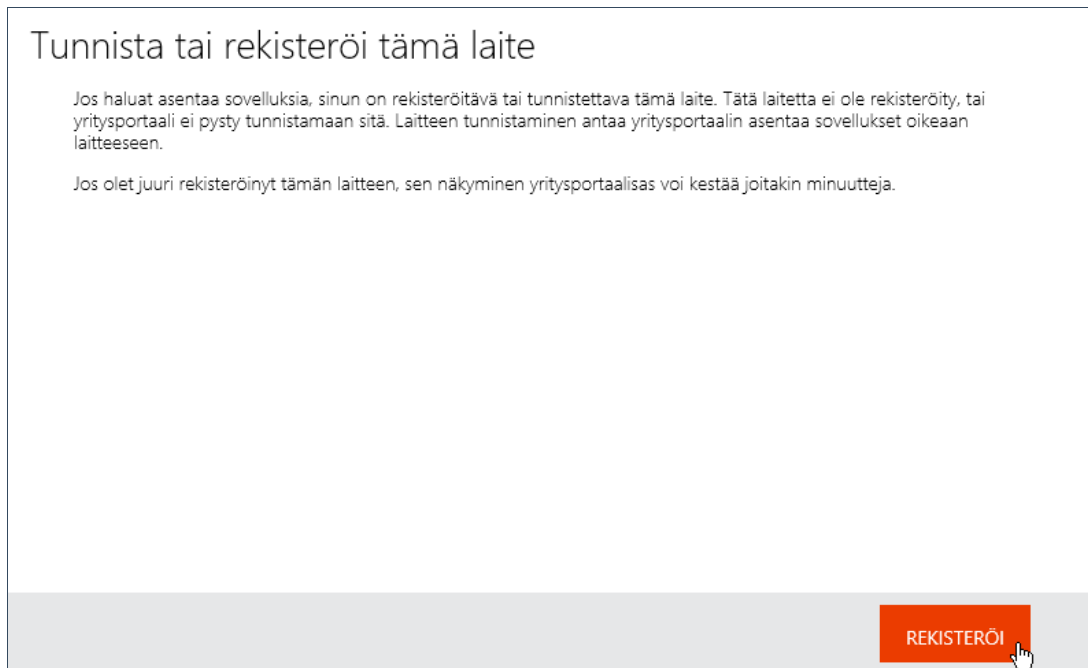 Tunnista tai rekisteröi tämä laite
Jos haluat asentaa sovelluksia, sinun on rekisteröitävä tai tunnistettava tämä laite. Tätä laitetta ei ole rekisteröity, tai
yritysportaali ei pysty tunnistamaan sitä. Laitteen tunnistaminen antaa yritysportaalin asentaa sovellukset oikeaan
laitteeseen.
Jos olet juuri rekisteröinyt tämän laitteen, sen näkyminen yritysportaalisas voi kestää joitakin minuutteja.
REKISTERÖI